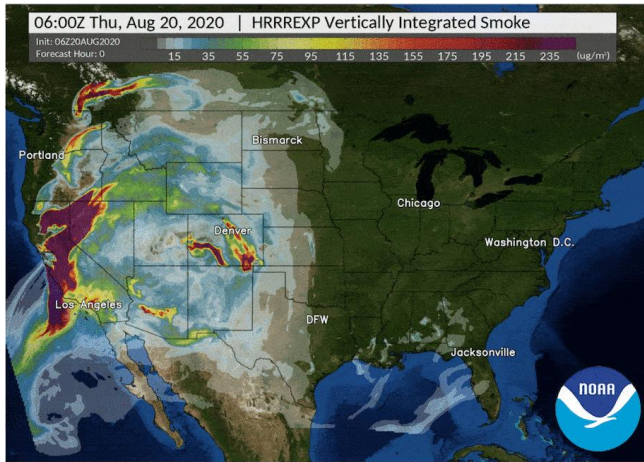 06:00Z Thu, Aug 20, 2020 | HRRREXP Vertically Integrated Smoke
Init: 06Z20AUG2020
Forecast Hour: 0
15 35 55 75 95 115 135 155 175 195 215 235 (ug/m²)
Bismarck
Portland
Chicago
Denver
Washington D.C.
Los Angeles
DFW
Jacksonville
NOAA